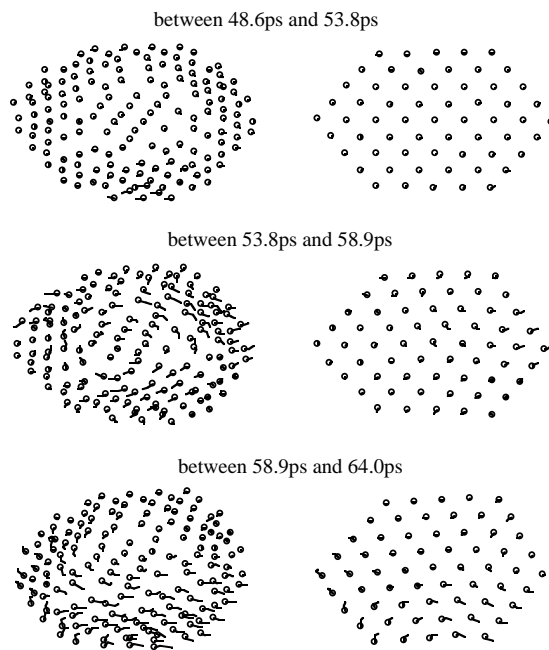 between 48.6ps and 53.8ps
between 53.8ps and 58.9ps
between 58.9ps and 64.0ps